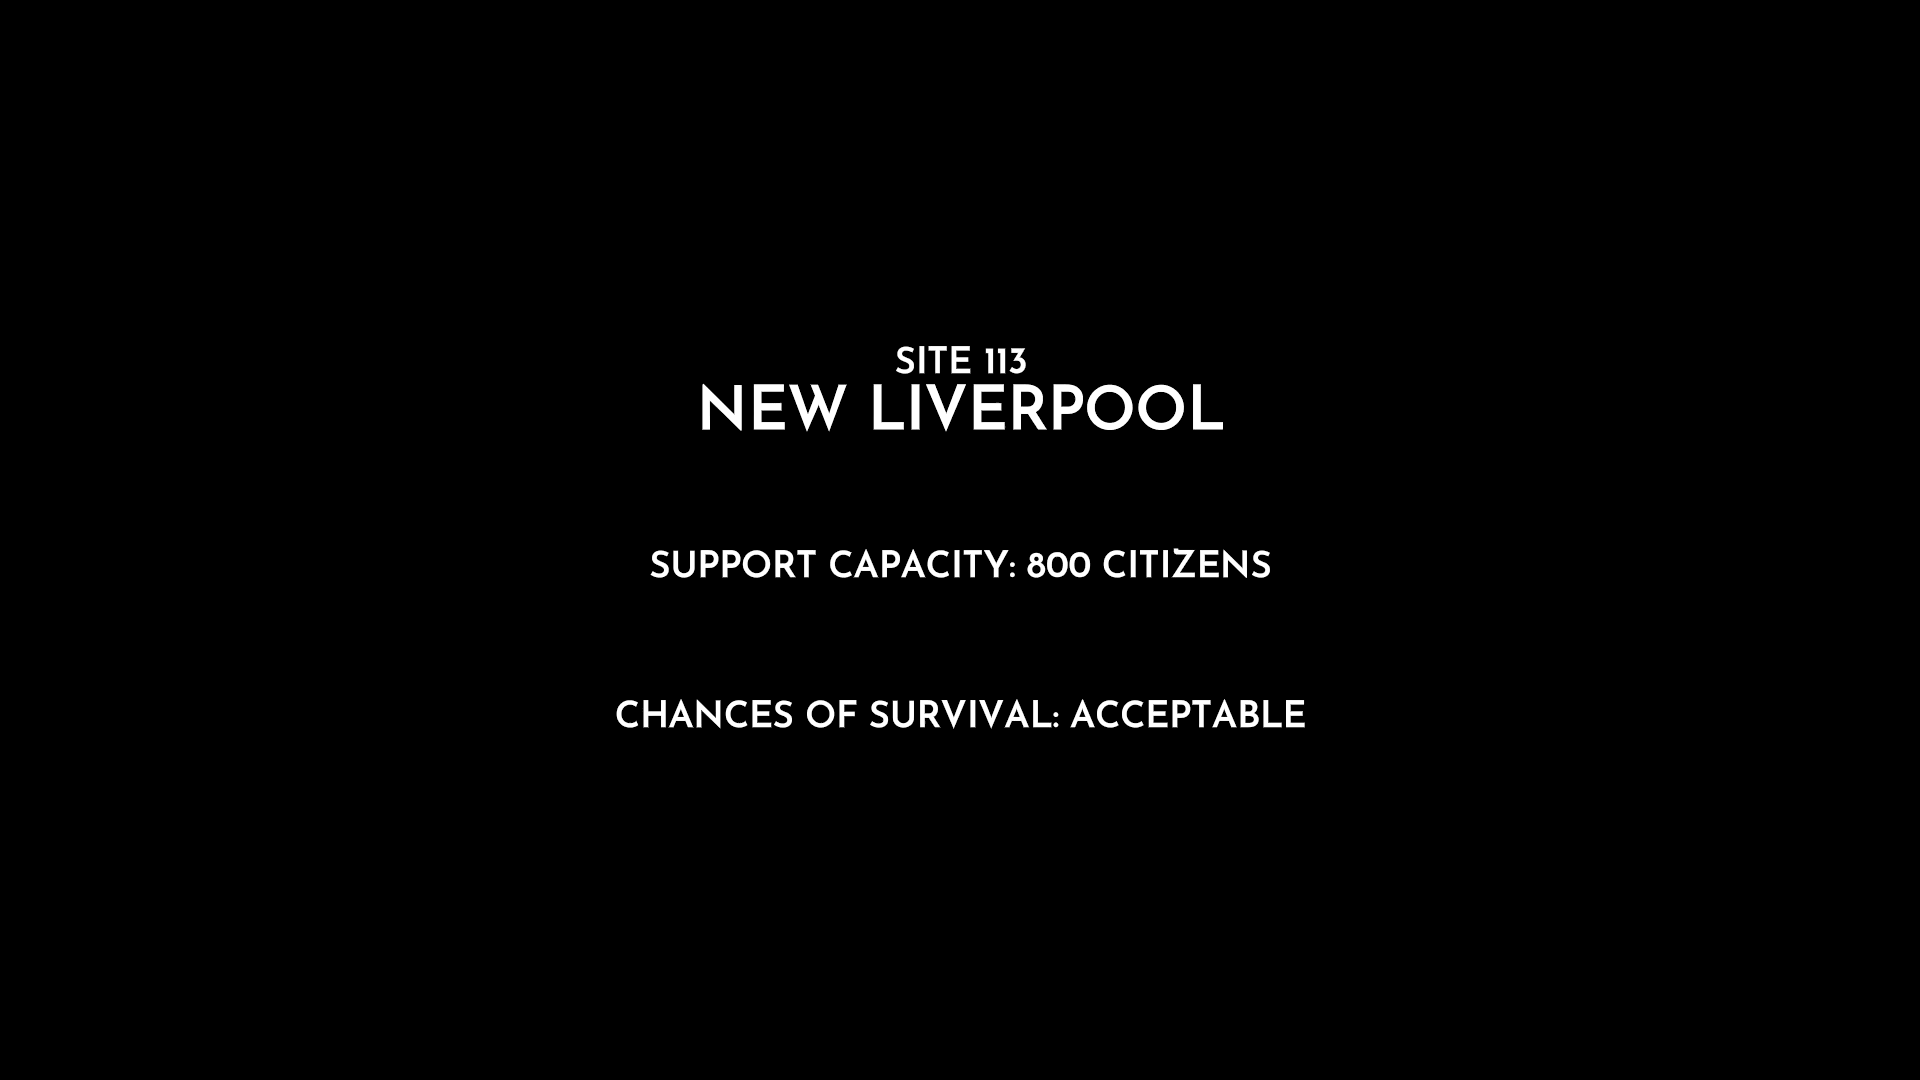 SITE 113
NEW LIVERPOOL
SUPPORT CAPACITY: 800 CITIZENS
CHANCES OF SURVIVAL: ACCEPTABLE